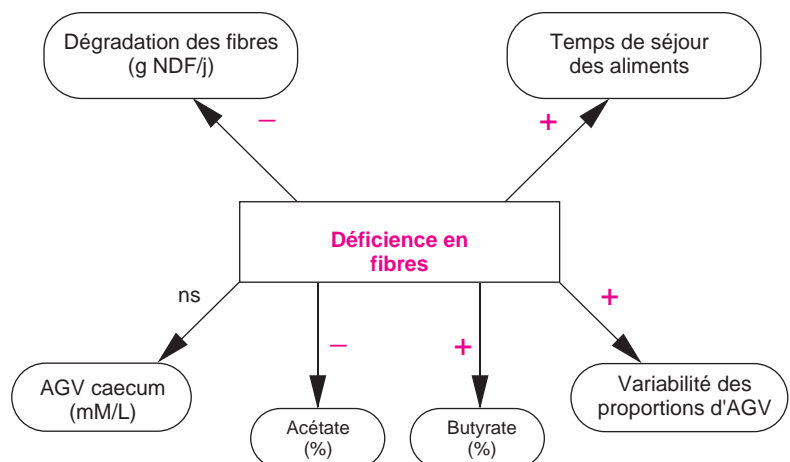 Dégradation des fibres
(g NDF/j)
Temps de séjour
des aliments
–
+
Déficience en
fibres
ns
–
+
+
AGV caecum
(mM/L)
Acétate
(%)
Butyrate
(%)
Variabilité des
proportions d'AGV